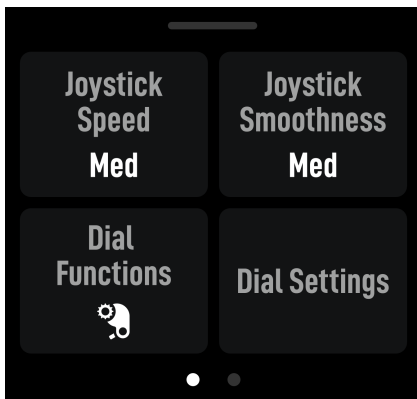 Joystick
Speed
Med
Joystick
Smoothness
Med
Dial
Functions
Dial Settings